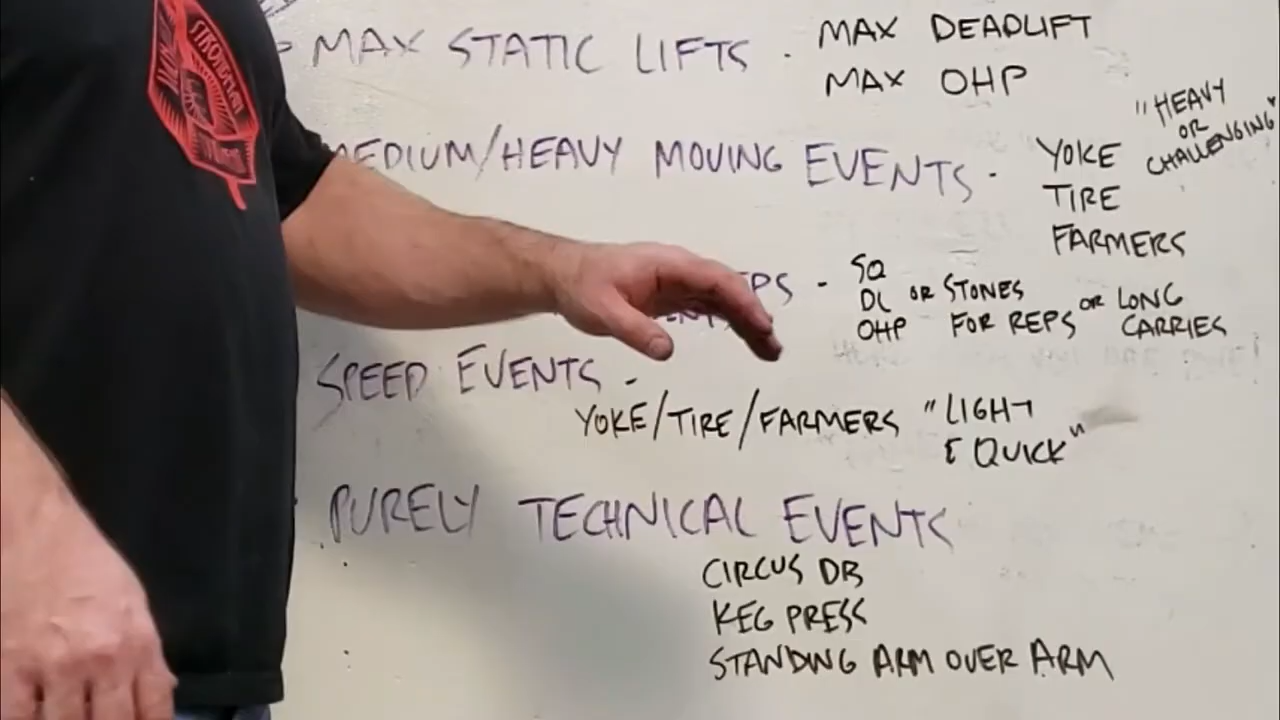 MAX STATIC LIFTS - MAX DEADLIFT
MAX OHP
MEDIUM/HEAVY MOVING EVENTS - YOKE "HEAVY
OR
CHALLENGING"
TIRE
FARMERS
- SQ
DL OR STONES OR LONG
OHP FOR REPS CARRIES
SPEED EVENTS -
YOKE/TIRE/FARMERS "LIGHT
& QUICK"
PURELY TECHNICAL EVENTS
CIRCUS DB
KEG PRESS
STANDING ARM OVER ARM
STRONGMAN